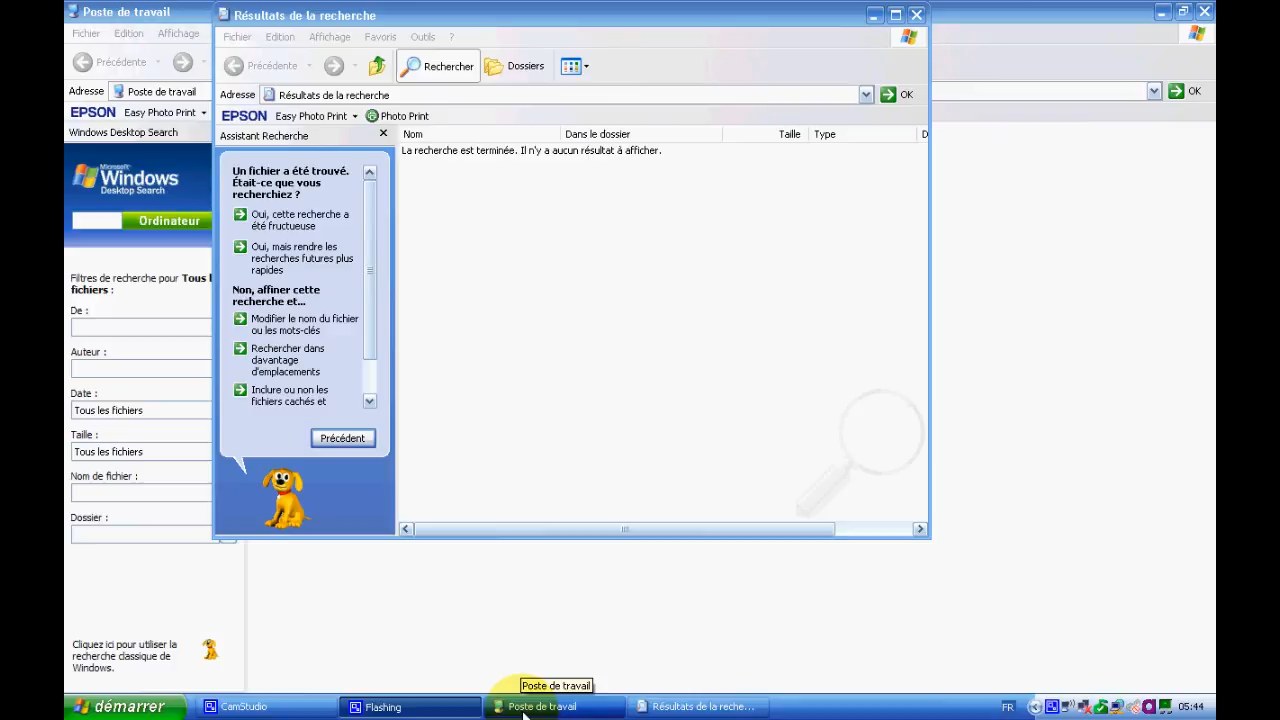 Poste de travail
Résultats de la recherche
Fichier Edition Affichage
Fichier Edition Affichage Favoris Outils ?
Précédente
Précédente Rechercher Dossiers
Adresse Poste de travail OK
Adresse Résultats de la recherche OK
EPSON Easy Photo Print
EPSON Easy Photo Print Photo Print
Windows Desktop Search
Assistant Recherche
Nom Dans le dossier Taille Type D
La recherche est terminée. Il n'y a aucun résultat à afficher.
Microsoft
Windows
Desktop Search
Ordinateur
Filtres de recherche pour Tous l
fichiers :
De :
Auteur :
Date :
Tous les fichiers
Taille :
Tous les fichiers
Nom de fichier :
Dossier :
Un fichier a été trouvé.
Était-ce que vous
recherchiez ?
Oui, cette recherche a
été fructueuse
Oui, mais rendre les
recherches futures plus
rapides
Non, affiner cette
recherche et...
Modifier le nom du fichier
ou les mots-clés
Rechercher dans
davantage
d'emplacements
Inclure ou non les
fichiers cachés et
Précédent
Cliquez ici pour utiliser la
recherche classique de
Windows.
Poste de travail
démarrer CamStudio Flashing Poste de travail Résultats de la reche... FR 05:44